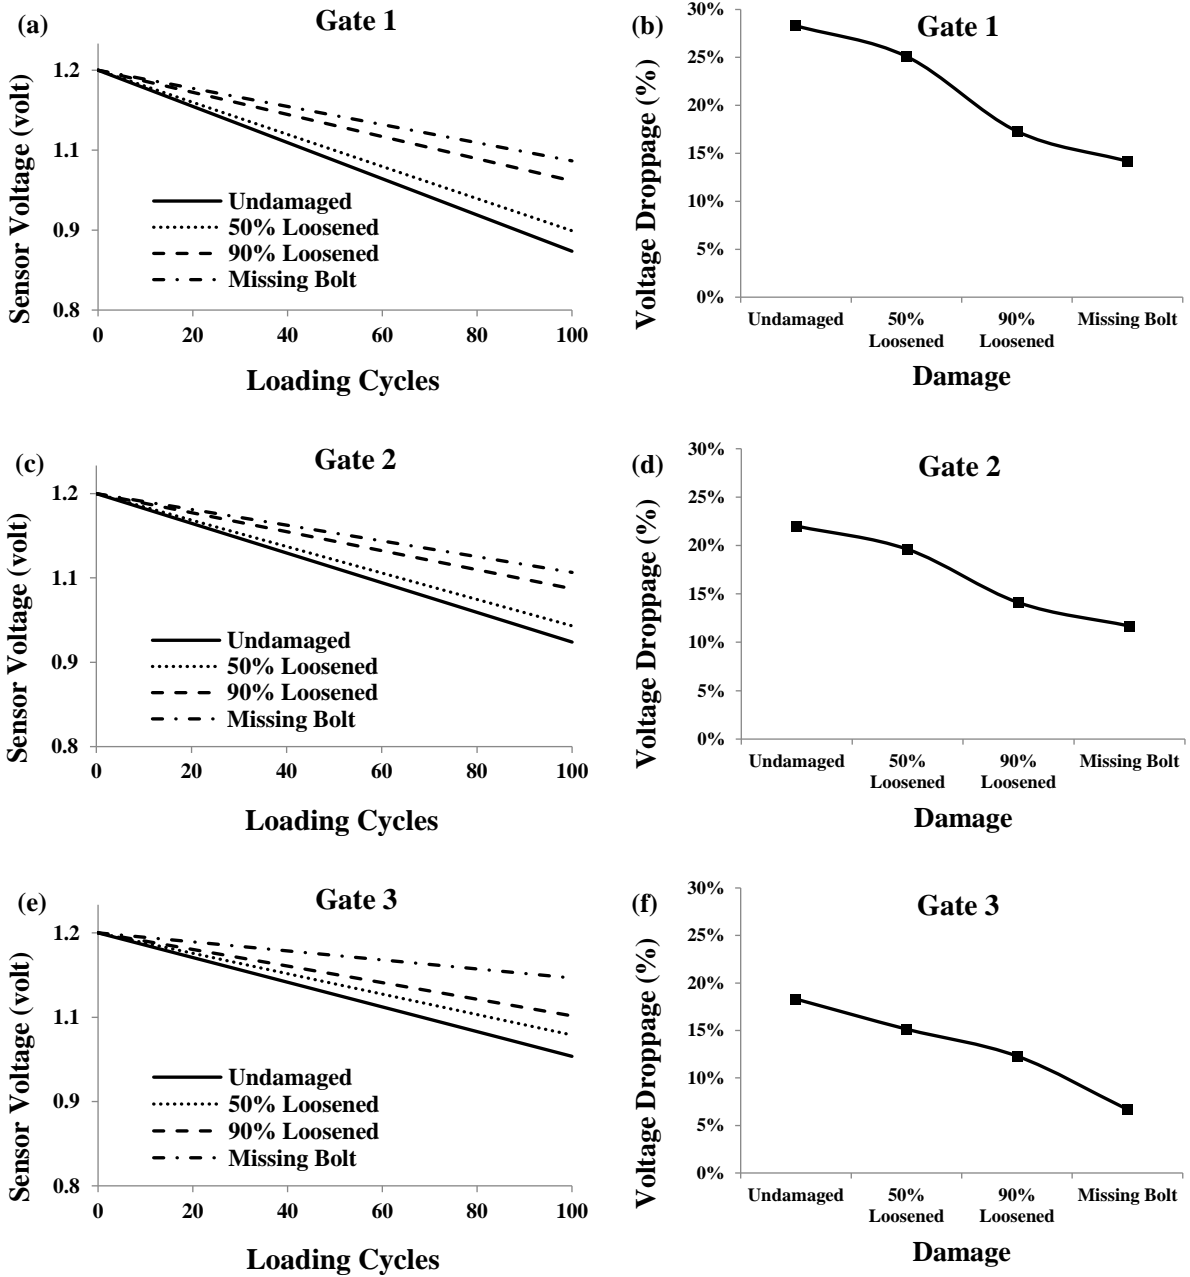 (a)
Gate 1
Sensor Voltage (volt)
1.2
1.1
0.9
0.8
Undamaged
50% Loosened
90% Loosened
Missing Bolt
0 20 40 60 80 100
Loading Cycles
(b)
Gate 1
Voltage Droppage (%)
30%
25%
20%
15%
10%
5%
0%
Undamaged 50% 90% Missing Bolt
Loosened Loosened
Damage
(c)
Gate 2
Sensor Voltage (volt)
1.2
1.1
0.9
0.8
Undamaged
50% Loosened
90% Loosened
Missing Bolt
0 20 40 60 80 100
Loading Cycles
(d)
Gate 2
Voltage Droppage (%)
30%
25%
20%
15%
10%
5%
0%
Undamaged 50% 90% Missing Bolt
Loosened Loosened
Damage
(e)
Gate 3
Sensor Voltage (volt)
1.2
1.1
0.9
0.8
Undamaged
50% Loosened
90% Loosened
Missing Bolt
0 20 40 60 80 100
Loading Cycles
(f)
Gate 3
Voltage Droppage (%)
30%
25%
20%
15%
10%
5%
0%
Undamaged 50% 90% Missing Bolt
Loosened Loosened
Damage